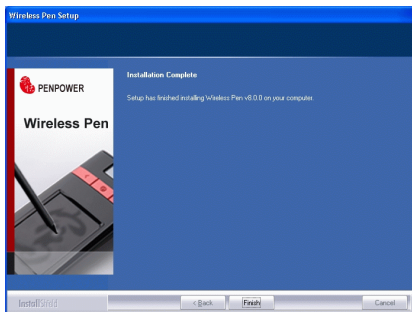 Wireless Pen Setup
PENPOWER
Wireless Pen
Installation Complete
Setup has finished installing Wireless Pen v8.0.0 on your computer.
InstallShield
< Back
Finish
Cancel